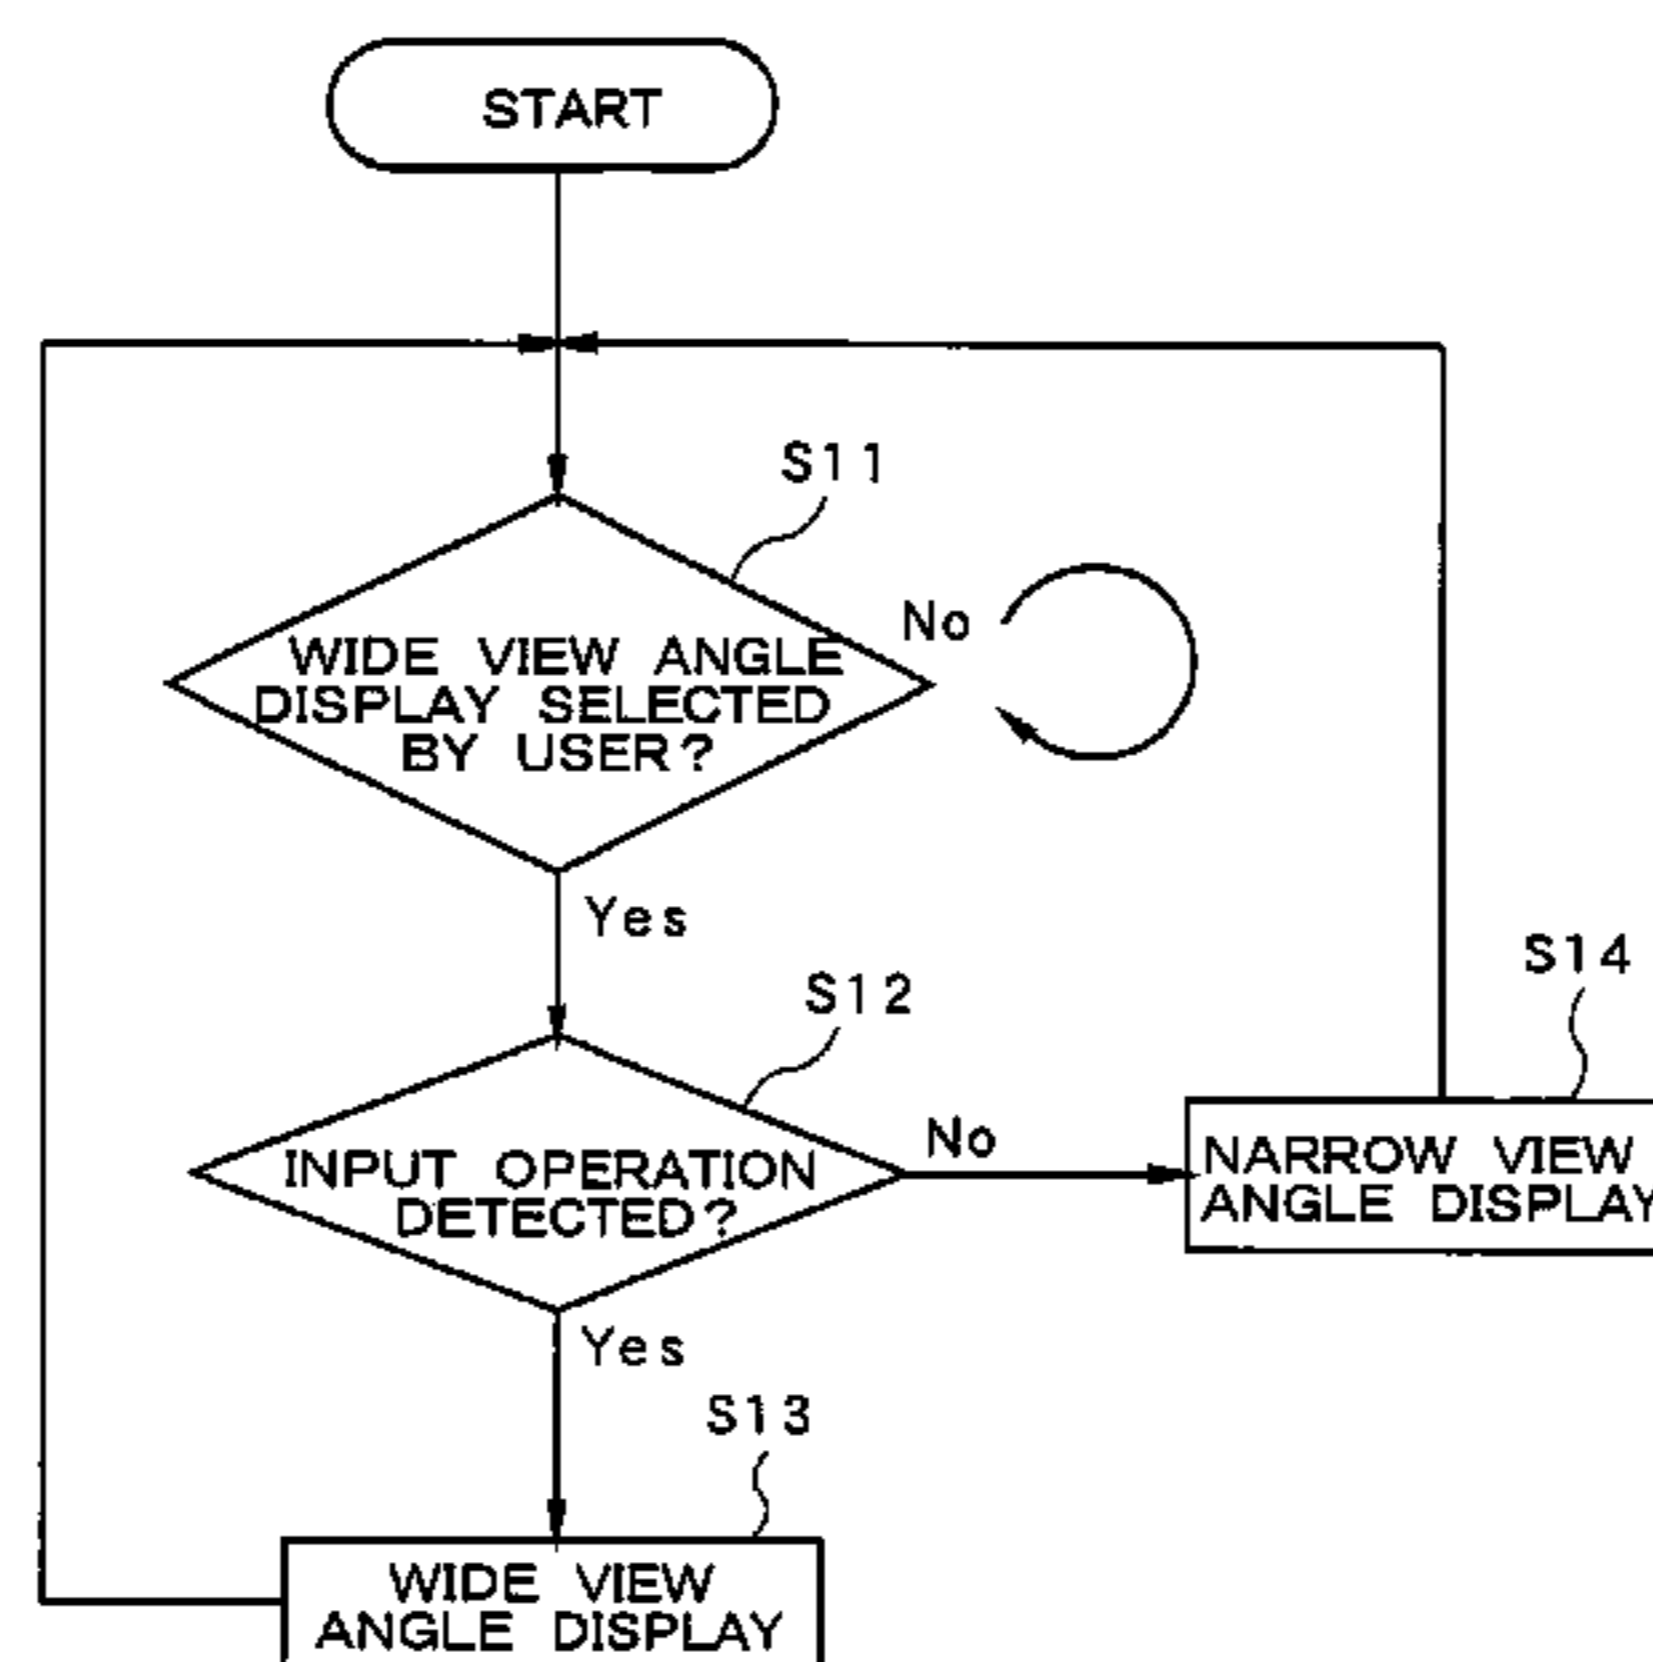 START
S11
No
WIDE VIEW ANGLE
DISPLAY SELECTED
BY USER?
Yes
S14
S12
No
NARROW VIEW
ANGLE DISPLAY
INPUT OPERATION
DETECTED?
Yes
S13
WIDE VIEW
ANGLE DISPLAY